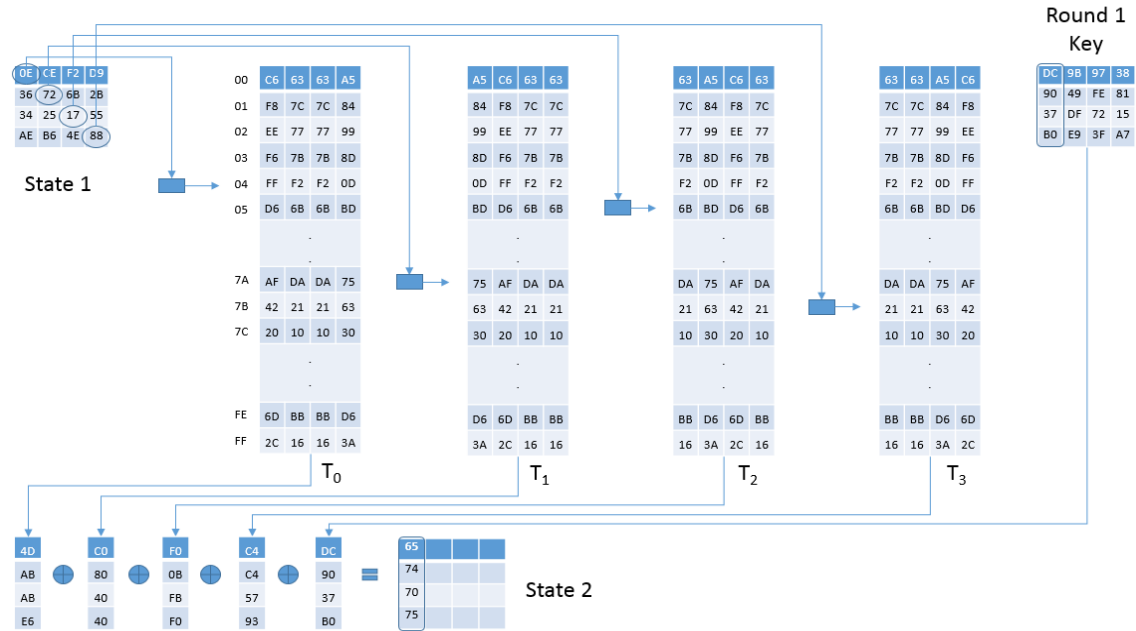 Round 1
Key
0E CE F2 D9
36 72 6B 2B
34 25 17 55
AE B6 4E 88
State 1
DC 9B 97 38
90 49 FE 81
37 DF 72 15
B0 E9 3F A7
00 C6 63 63 A5 A5 C6 63 63 63 A5 C6 63 63 63 A5 C6
01 F8 7C 7C 84 84 F8 7C 7C 7C 84 F8 7C 7C 7C 84 F8
02 EE 77 77 99 99 EE 77 77 77 99 EE 77 77 77 99 EE
03 F6 7B 7B 8D 8D F6 7B 7B 7B 8D F6 7B 7B 7B 8D F6
04 FF F2 F2 0D 0D FF F2 F2 F2 0D FF F2 F2 F2 0D FF
05 D6 6B 6B BD BD D6 6B 6B 6B BD D6 6B 6B 6B BD D6
. . . .
. . . .
7A AF DA DA 75 75 AF DA DA DA 75 AF DA DA DA 75 AF
7B 42 21 21 63 63 42 21 21 21 63 42 21 21 21 63 42
7C 20 10 10 30 30 20 10 10 10 30 20 10 10 10 30 20
. . . .
. . . .
FE 6D BB BB D6 D6 6D BB BB BB D6 6D BB BB BB D6 6D
FF 2C 16 16 3A 3A 2C 16 16 16 3A 2C 16 16 16 3A 2C
T0 T1 T2 T3
4D C0 F0 C4 DC 65
AB 80 0B C4 90 74
AB 40 FB 57 37 70
E6 40 F0 93 B0 75
State 2